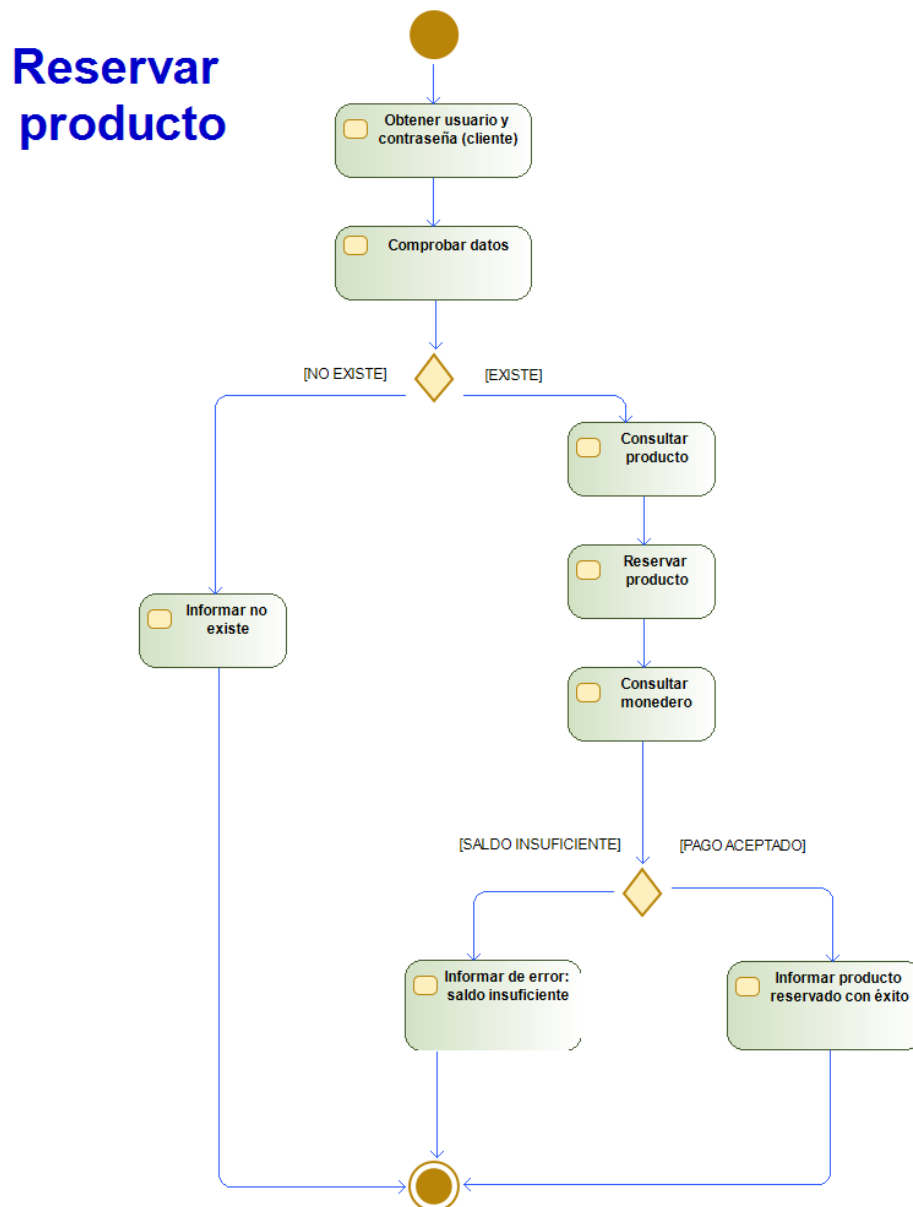 Reservar
producto
Obtener usuario y
contraseña (cliente)
Comprobar datos
[NO EXISTE]
[EXISTE]
Consultar
producto
Reservar
producto
Informar no
existe
Consultar
monedero
[SALDO INSUFICIENTE]
[PAGO ACEPTADO]
Informar de error:
saldo insuficiente
Informar producto
reservado con éxito